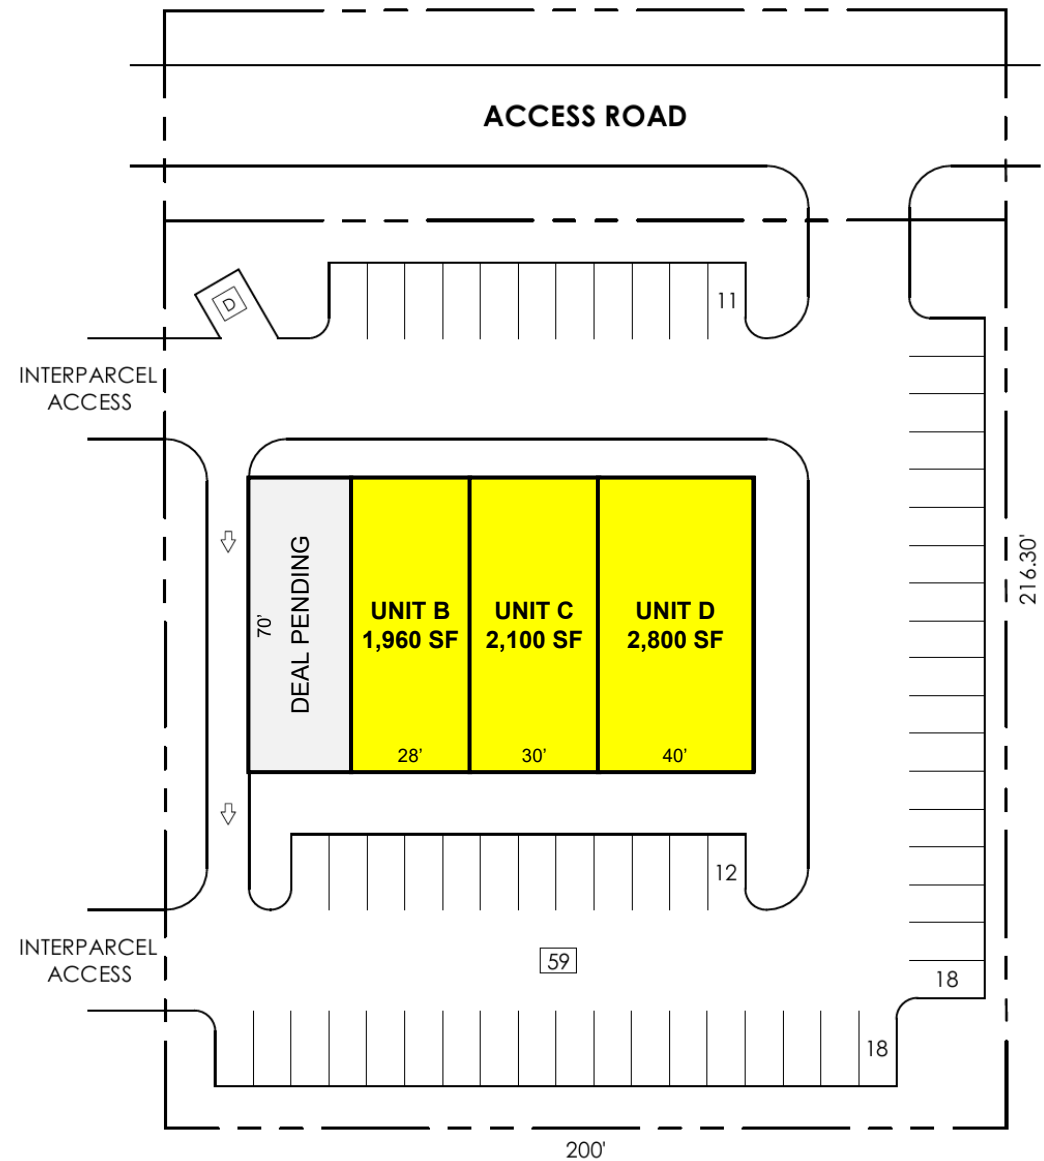 ACCESS ROAD
D
11
INTERPARCEL
ACCESS
216.30'
70'
DEAL PENDING
UNIT B
1,960 SF
28'
UNIT C
2,100 SF
30'
UNIT D
2,800 SF
40'
12
INTERPARCEL
ACCESS
59
18
18
200'